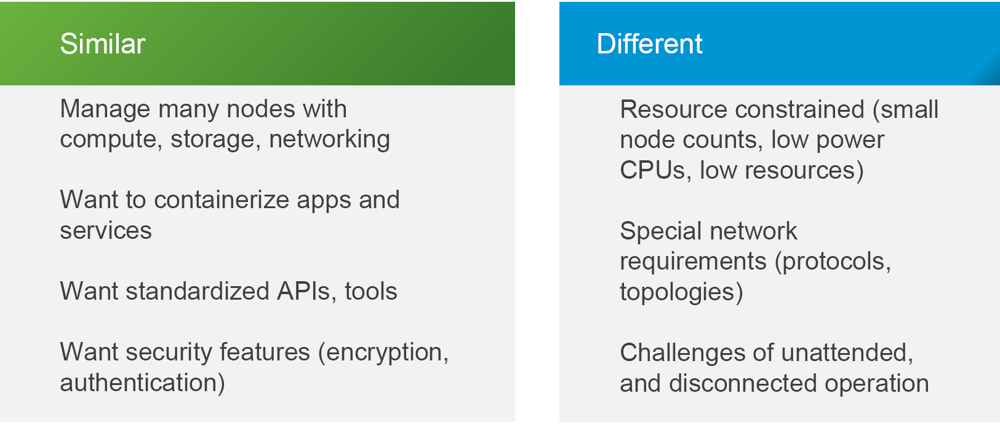 Similar
Manage many nodes with
compute, storage, networking
Want to containerize apps and
services
Want standardized APIs, tools
Want security features (encryption,
authentication)
Different
Resource constrained (small
node counts, low power
CPUs, low resources)
Special network
requirements (protocols,
topologies)
Challenges of unattended,
and disconnected operation